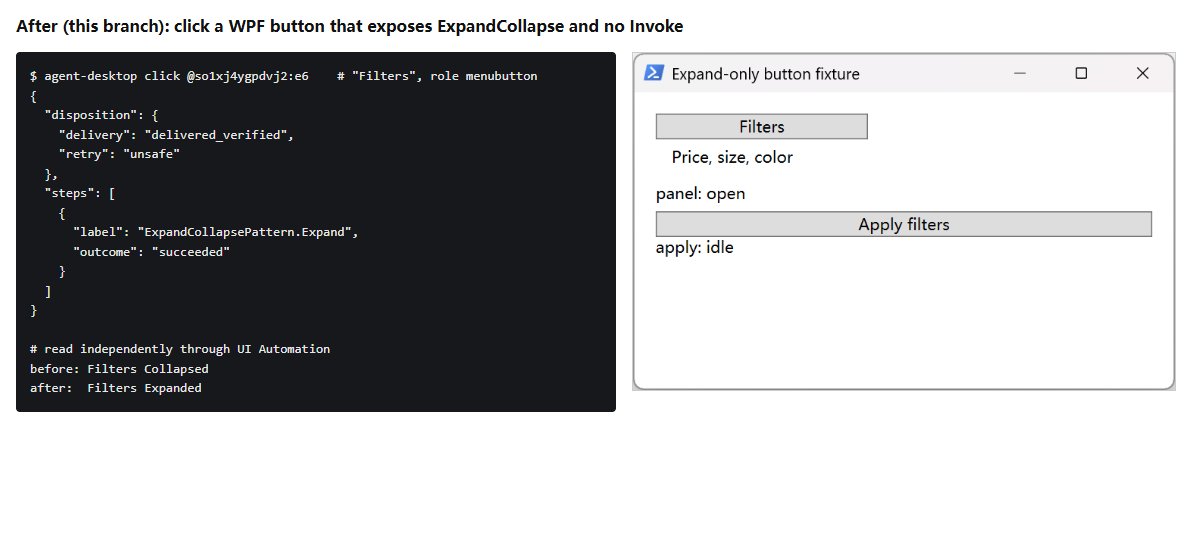 After (this branch): click a WPF button that exposes ExpandCollapse and no Invoke
$ agent-desktop click @so1xj4ygpdvj2:e6    # "Filters", role menubutton
{
  "disposition": {
    "delivery": "delivered_verified",
    "retry": "unsafe"
  },
  "steps": [
    {
      "label": "ExpandCollapsePattern.Expand",
      "outcome": "succeeded"
    }
  ]
}
# read independently through UI Automation
before: Filters Collapsed
after:  Filters Expanded
Expand-only button fixture
Filters
Price, size, color
panel: open
Apply filters
apply: idle